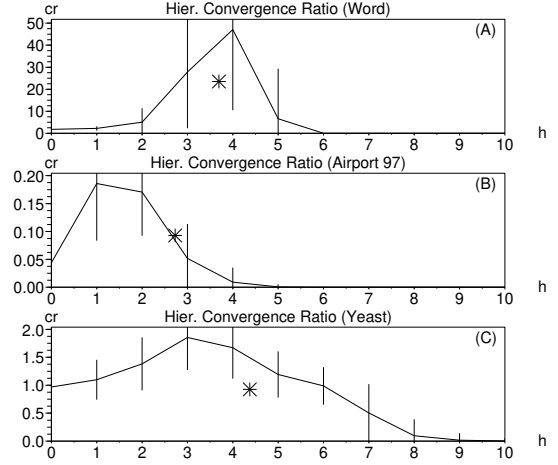 cr Hier. Convergence Ratio (Word)
(A)
50
40
30
20
10
0
0 1 2 3 4 5 6 7 8 9 10 h
cr Hier. Convergence Ratio (Airport 97)
(B)
0.20
0.15
0.10
0.05
0.00
0 1 2 3 4 5 6 7 8 9 10 h
cr Hier. Convergence Ratio (Yeast)
(C)
2.0
1.5
1.0
0.5
0.0
0 1 2 3 4 5 6 7 8 9 10 h